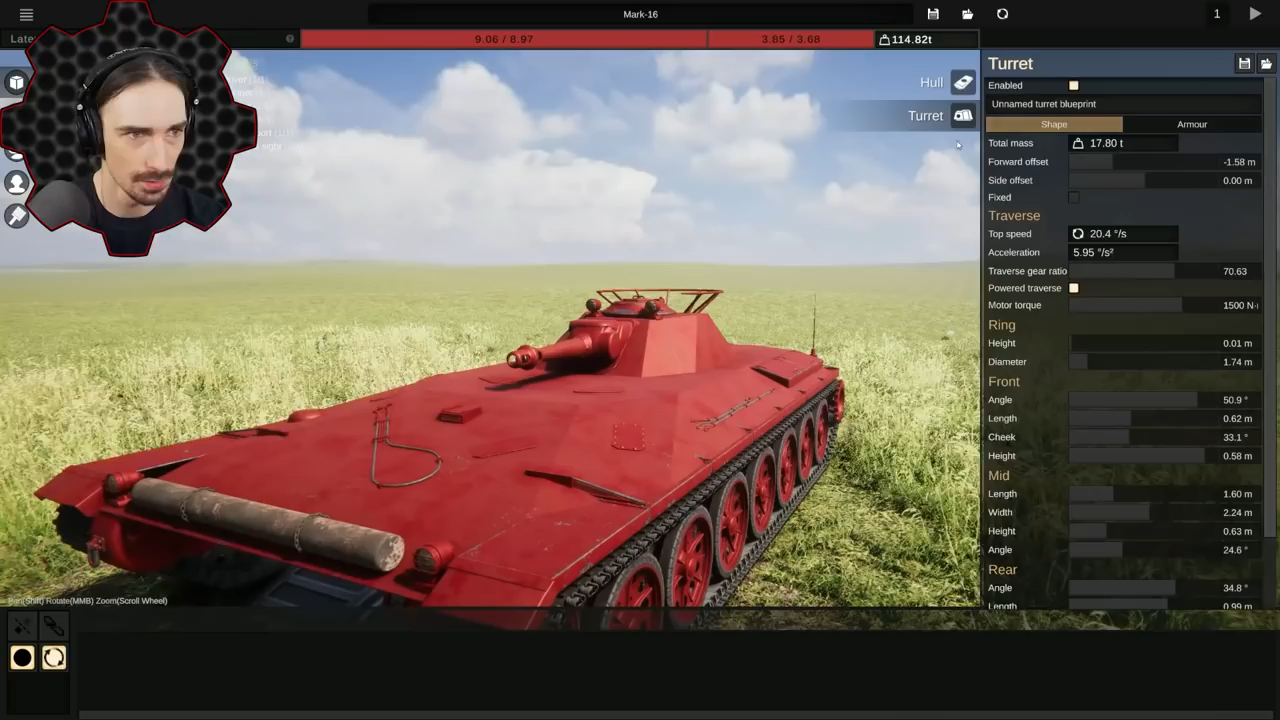 Mark-16
1
Late
9.06 / 8.97
3.85 / 3.68
114.82t
Hull
Turret
Turret
Enabled
Unnamed turret blueprint
Shape
Armour
Total mass
17.80 t
Forward offset
-1.58 m
Side offset
0.00 m
Fixed
Traverse
Top speed
20.4 °/s
Acceleration
5.95 °/s²
Traverse gear ratio
70.63
Powered traverse
Motor torque
1500 N·
Ring
Height
0.01 m
Diameter
1.74 m
Front
Angle
50.9 °
Length
0.62 m
Cheek
33.1 °
Height
0.58 m
Mid
Length
1.60 m
Width
2.24 m
Height
0.63 m
Angle
24.6 °
Rear
Angle
34.8 °
Length
0.99 m
Pan(Shift) Rotate(MMB) Zoom(Scroll Wheel)